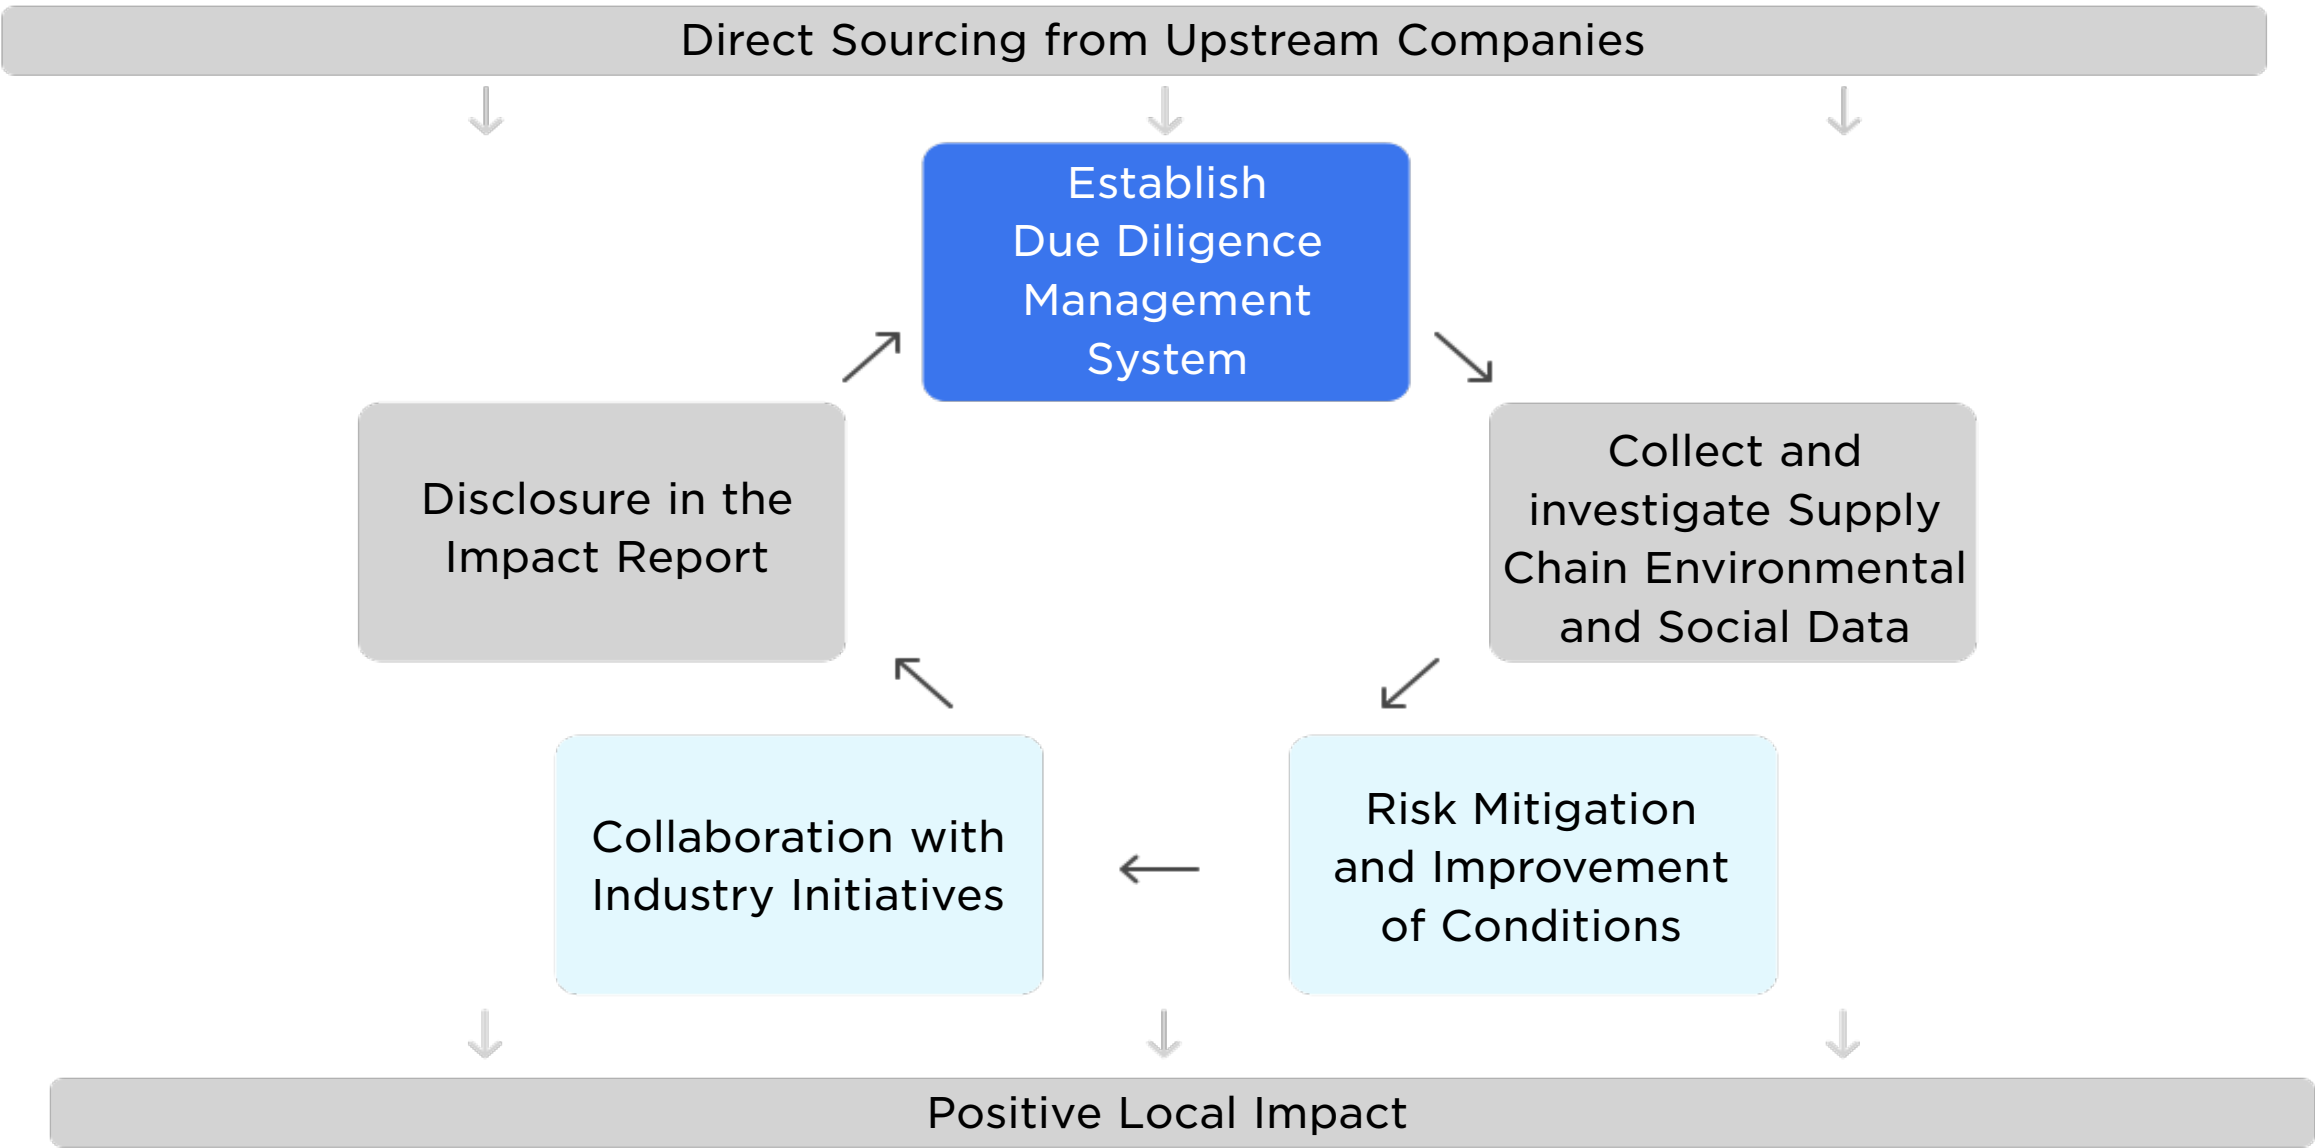 Direct Sourcing from Upstream Companies
Establish
Due Diligence
Management
System
Disclosure in the
Impact Report
Collect and
investigate Supply
Chain Environmental
and Social Data
Collaboration with
Industry Initiatives
Risk Mitigation
and Improvement
of Conditions
Positive Local Impact